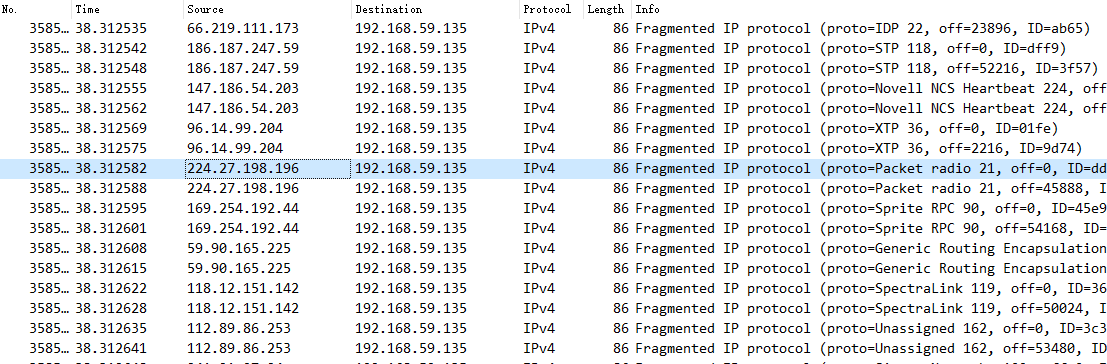 No. Time Source Destination Protocol Length Info
3585… 38.312535 66.219.111.173 192.168.59.135 IPv4 86 Fragmented IP protocol (proto=IDP 22, off=23896, ID=ab65)
3585… 38.312542 186.187.247.59 192.168.59.135 IPv4 86 Fragmented IP protocol (proto=STP 118, off=0, ID=dff9)
3585… 38.312548 186.187.247.59 192.168.59.135 IPv4 86 Fragmented IP protocol (proto=STP 118, off=52216, ID=3f57)
3585… 38.312555 147.186.54.203 192.168.59.135 IPv4 86 Fragmented IP protocol (proto=Novell NCS Heartbeat 224, off
3585… 38.312562 147.186.54.203 192.168.59.135 IPv4 86 Fragmented IP protocol (proto=Novell NCS Heartbeat 224, off
3585… 38.312569 96.14.99.204 192.168.59.135 IPv4 86 Fragmented IP protocol (proto=XTP 36, off=0, ID=01fe)
3585… 38.312575 96.14.99.204 192.168.59.135 IPv4 86 Fragmented IP protocol (proto=XTP 36, off=2216, ID=9d74)
3585… 38.312582 224.27.198.196 192.168.59.135 IPv4 86 Fragmented IP protocol (proto=Packet radio 21, off=0, ID=dd
3585… 38.312588 224.27.198.196 192.168.59.135 IPv4 86 Fragmented IP protocol (proto=Packet radio 21, off=45888, I
3585… 38.312595 169.254.192.44 192.168.59.135 IPv4 86 Fragmented IP protocol (proto=Sprite RPC 90, off=0, ID=45e9
3585… 38.312601 169.254.192.44 192.168.59.135 IPv4 86 Fragmented IP protocol (proto=Sprite RPC 90, off=54168, ID=
3585… 38.312608 59.90.165.225 192.168.59.135 IPv4 86 Fragmented IP protocol (proto=Generic Routing Encapsulation
3585… 38.312615 59.90.165.225 192.168.59.135 IPv4 86 Fragmented IP protocol (proto=Generic Routing Encapsulation
3585… 38.312622 118.12.151.142 192.168.59.135 IPv4 86 Fragmented IP protocol (proto=SpectraLink 119, off=0, ID=36
3585… 38.312628 118.12.151.142 192.168.59.135 IPv4 86 Fragmented IP protocol (proto=SpectraLink 119, off=50024, I
3585… 38.312635 112.89.86.253 192.168.59.135 IPv4 86 Fragmented IP protocol (proto=Unassigned 162, off=0, ID=3c3
3585… 38.312641 112.89.86.253 192.168.59.135 IPv4 86 Fragmented IP protocol (proto=Unassigned 162, off=53480, ID